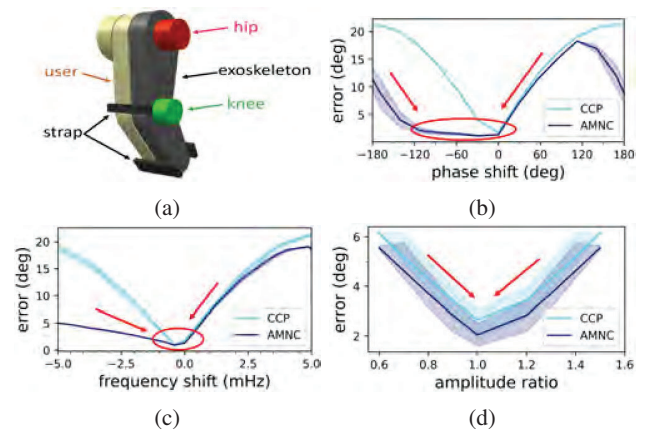 hip
user
exoskeleton
knee
strap
(a)
error (deg)
20
15
10
5
CCP
AMNC
−180 −120 −60 0 60 120 180
phase shift (deg)
(b)
error (deg)
20
15
10
5
0
CCP
AMNC
−5.0 −2.5 0.0 2.5 5.0
frequency shift (mHz)
(c)
error (deg)
6
4
2
CCP
AMNC
0.6 0.8 1.0 1.2 1.4 1.6
amplitude ratio
(d)